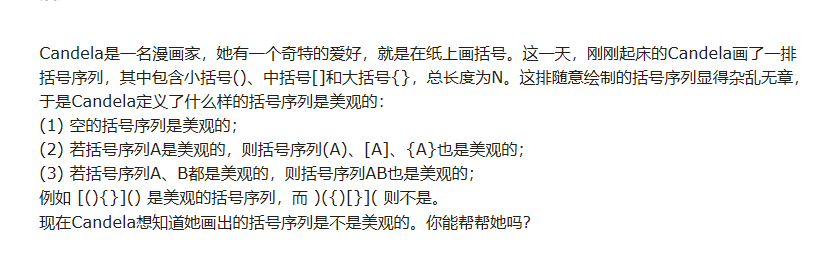 Candela是一名漫画家，她有一个奇特的爱好，就是在纸上画括号。这一天，刚刚起床的Candela画了一排
括号序列，其中包含小括号()、中括号[]和大括号{}，总长度为N。这排随意绘制的括号序列显得杂乱无章，
于是Candela定义了什么样的括号序列是美观的：
(1) 空的括号序列是美观的；
(2) 若括号序列A是美观的，则括号序列(A)、[A]、{A}也是美观的；
(3) 若括号序列A、B都是美观的，则括号序列AB也是美观的；
例如 [(){}]() 是美观的括号序列，而 )({)[}]( 则不是。
现在Candela想知道她画出的括号序列是不是美观的。你能帮帮她吗？